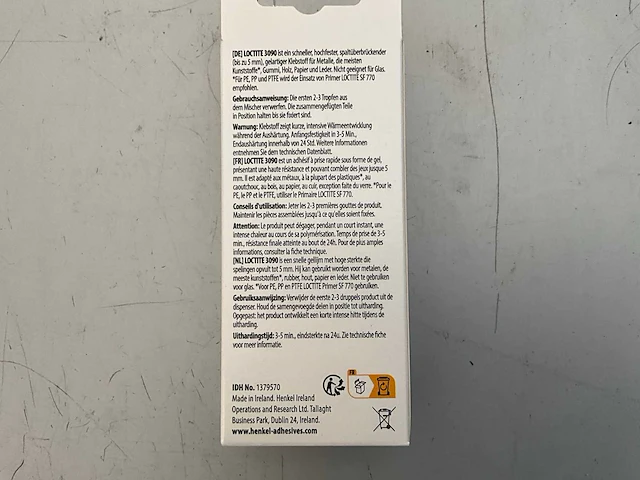 [DE] LOCTITE 3090 ist ein schneller, hochfester, spaltüberbrückender
(bis zu 5 mm), gelartiger Klebstoff für Metalle, die meisten
Kunststoffe*, Gummi, Holz, Papier und Leder. Nicht geeignet für Glas.
*Für PE, PP und PTFE wird der Einsatz von Primer LOCTITE SF 770
empfohlen.
Gebrauchsanweisung: Die ersten 2-3 Tropfen aus
dem Mischer verwerfen. Die zusammengefügten Teile
in Position halten bis sie fixiert sind.
Warnung: Klebstoff zeigt kurze, intensive Wärmeentwicklung
während der Aushärtung. Anfangsfestigkeit in 3-5 Min.,
Endaushärtung innerhalb von 24 Std. Weitere Informationen
entnehmen Sie dem technischen Datenblatt.
[FR] LOCTITE 3090 est un adhésif à prise rapide sous forme de gel,
présentant une haute résistance et pouvant combler des jeux jusque 5
mm. Il est adapté aux métaux, à la plupart des plastiques*, au
caoutchouc, au bois, au papier, au cuir, exception faite du verre. *Pour le
PE, le PP et le PTFE, utiliser le Primaire LOCTITE SF 770.
Conseils d'utilisation: Jeter les 2-3 premières gouttes de produit.
Maintenir les pièces assemblées jusqu'à ce qu'elles soient fixées.
Attention: Le produit peut dégager, pendant un court instant, une
intense chaleur au cours de sa polymérisation. Temps de prise de 3-5
min., résistance finale atteinte au bout de 24h. Pour de plus amples
informations, consulter la fiche technique.
[NL] LOCTITE 3090 is een snelle gellijm met hoge sterkte die
spelingen opvult tot 5 mm. Hij kan gebruikt worden voor metalen, de
meeste kunststoffen*, rubber, hout, papier en leder. Niet te gebruiken
voor glas. *Voor PE, PP en PTFE LOCTITE Primer SF 770 gebruiken.
Gebruiksaanwijzing: Verwijder de eerste 2-3 druppels product uit de
dispenser. Houd de samengevoegde delen in positie tot uitharding.
Opgepast: het product ontwikkelt een korte intense hitte tijdens de
uitharding.
Uithardingstijd: 3-5 min., eindsterkte na 24u. Zie technische fiche
voor meer informatie.
FR
IDH No. 1379570
Made in Ireland. Henkel Ireland
Operations and Research Ltd. Tallaght
Business Park, Dublin 24, Ireland.
www.henkel-adhesives.com